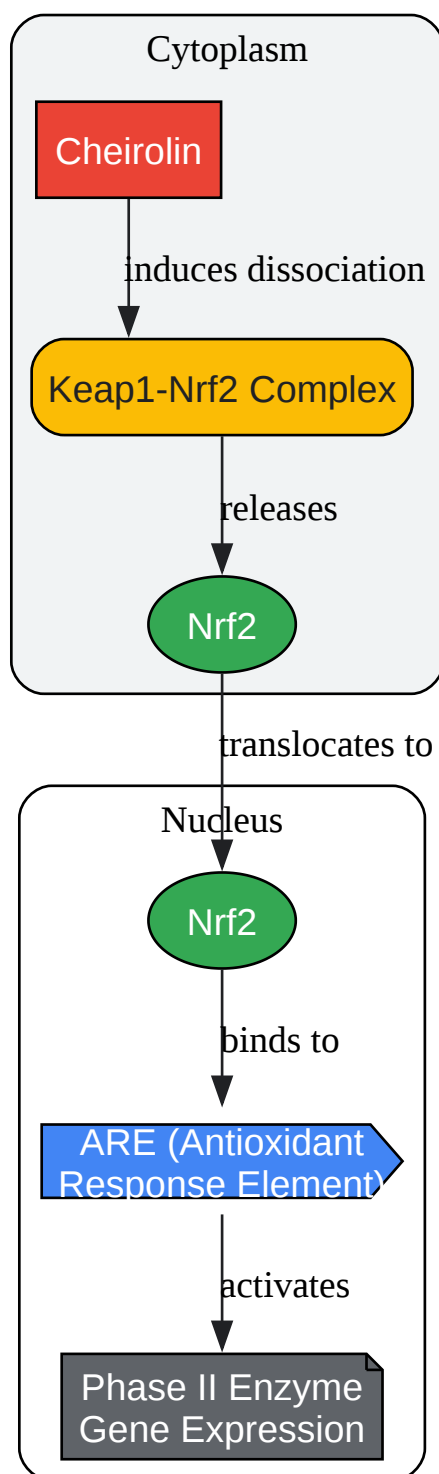 Cytoplasm
Cheirolin
induces dissociation
Keap1-Nrf2 Complex
releases
Nrf2
translocates to
Nucleus
Nrf2
binds to
ARE (Antioxidant
Response Element)
activates
Phase II Enzyme
Gene Expression